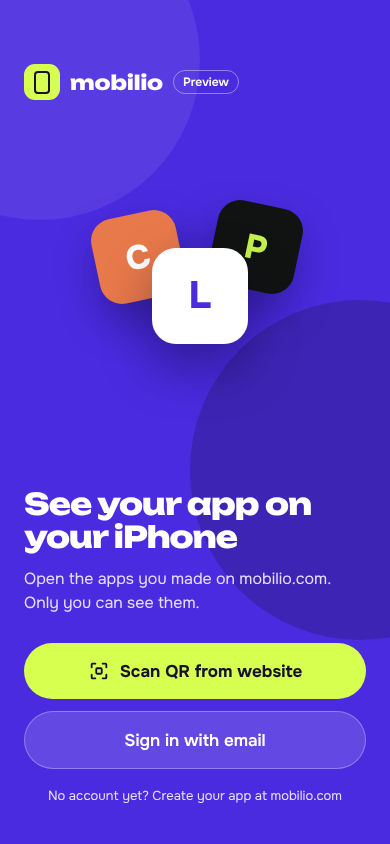 mobilio
Preview
C
P
L
See your app on
your iPhone
Open the apps you made on mobilio.com.
Only you can see them.
Scan QR from website
Sign in with email
No account yet? Create your app at mobilio.com